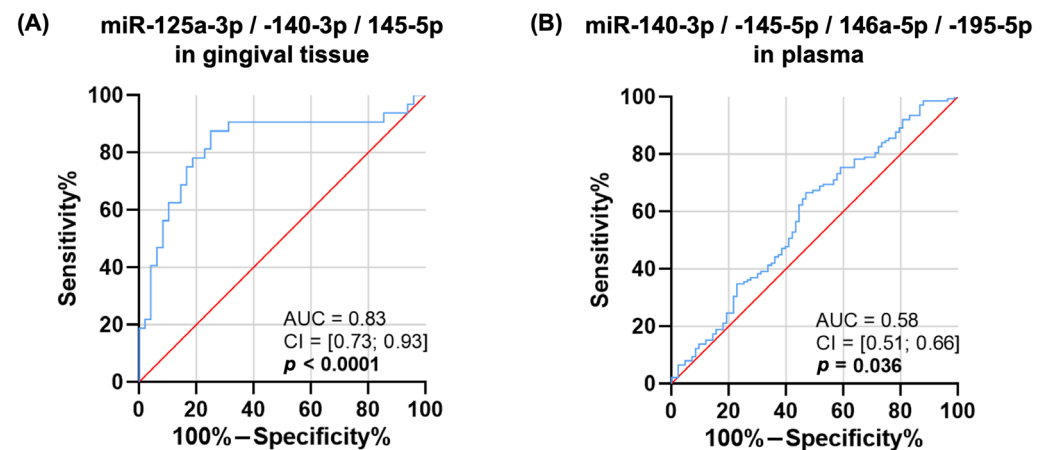 (A) miR-125a-3p / -140-3p / 145-5p
in gingival tissue
100
80
60
40
20
0
Sensitivity%
AUC = 0.83
CI = [0.73; 0.93]
p < 0.0001
0 20 40 60 80 100
100%−Specificity%
(B) miR-140-3p / -145-5p / 146a-5p / -195-5p
in plasma
100
80
60
40
20
0
Sensitivity%
AUC = 0.58
CI = [0.51; 0.66]
p = 0.036
0 20 40 60 80 100
100%−Specificity%